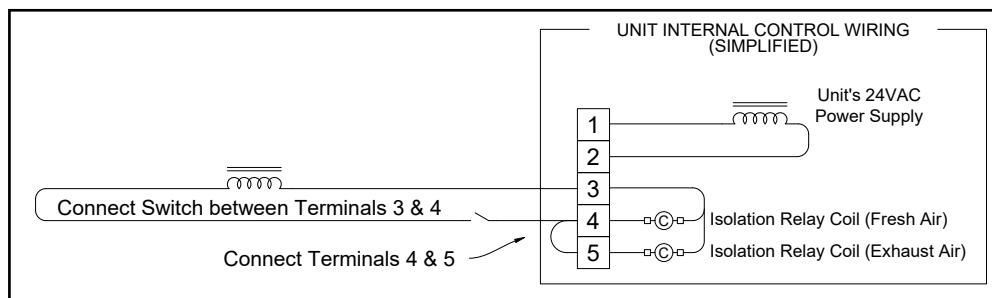 UNIT INTERNAL CONTROL WIRING
(SIMPLIFIED)
Unit's 24VAC
Power Supply
1
2
3
Connect Switch between Terminals 3 & 4
4
C
Isolation Relay Coil (Fresh Air)
Connect Terminals 4 & 5
5
C
Isolation Relay Coil (Exhaust Air)